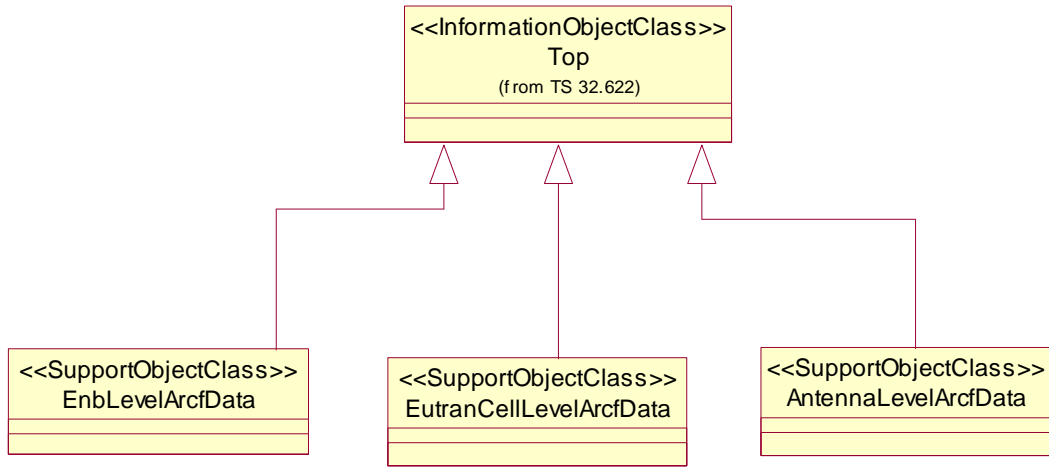 <<InformationObjectClass>>
Top
(from TS 32.622)
<<SupportObjectClass>>
EnbLevelArcfData
<<SupportObjectClass>>
EutranCellLevelArcfData
<<SupportObjectClass>>
AntennaLevelArcfData